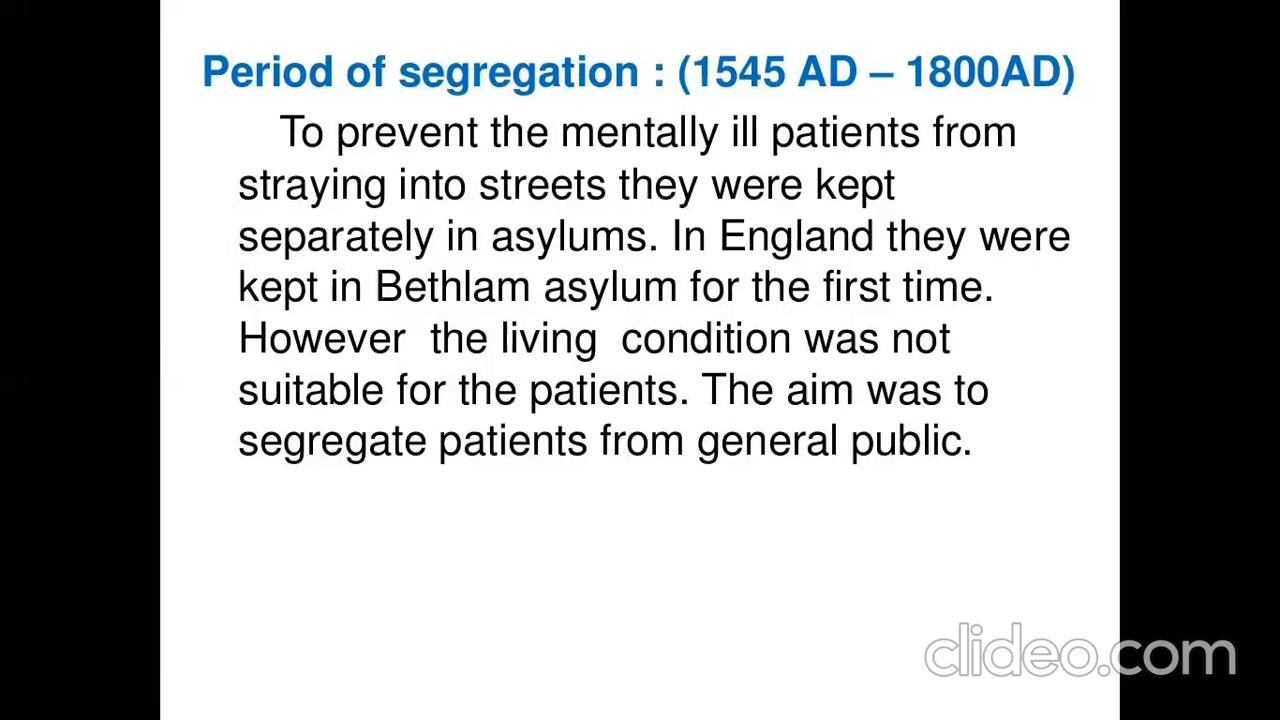 Period of segregation : (1545 AD – 1800AD)
To prevent the mentally ill patients from
straying into streets they were kept
separately in asylums. In England they were
kept in Bethlam asylum for the first time.
However the living condition was not
suitable for the patients. The aim was to
segregate patients from general public.
clideo.com